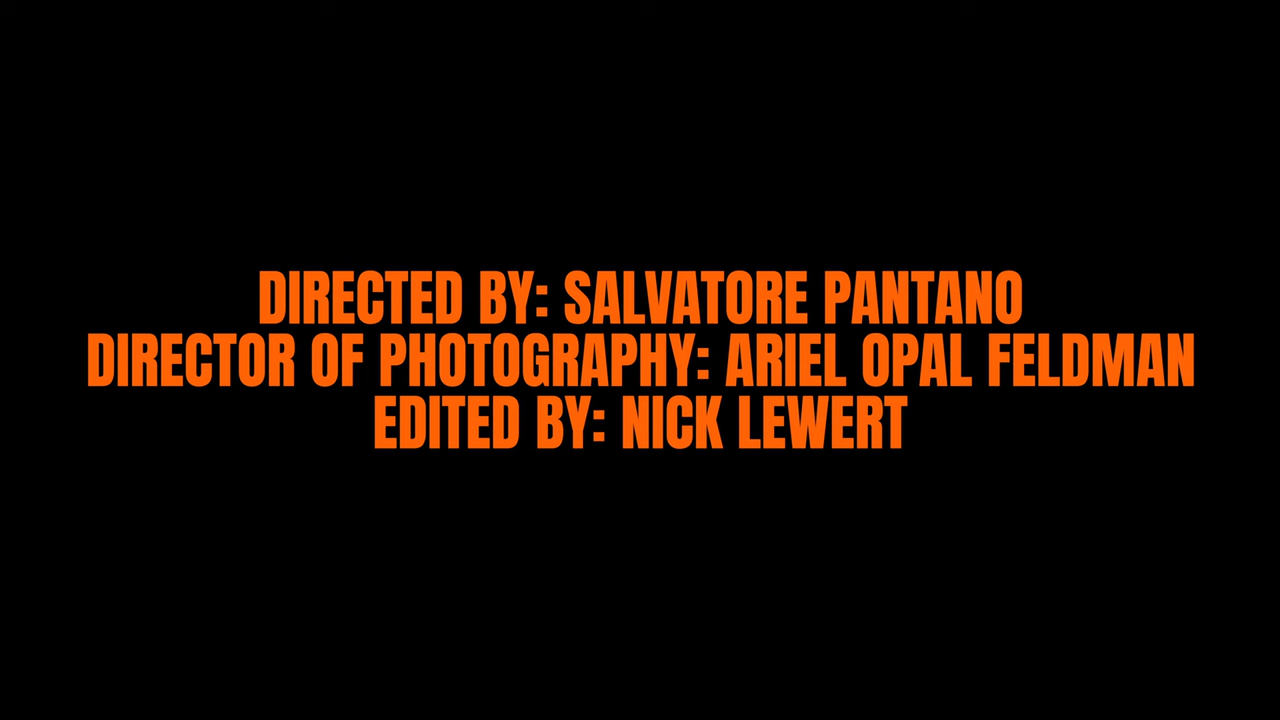 DIRECTED BY: SALVATORE PANTANO
DIRECTOR OF PHOTOGRAPHY: ARIEL OPAL FELDMAN
EDITED BY: NICK LEWERT